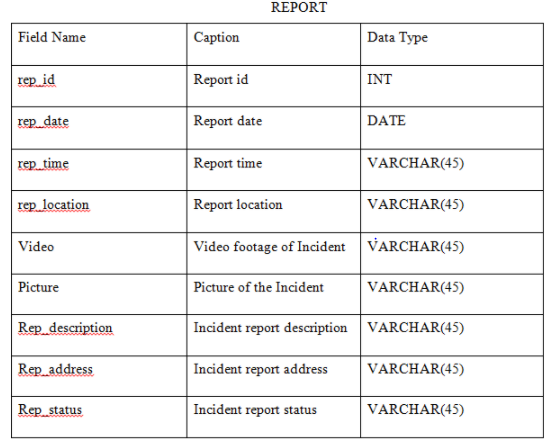 REPORT
Field Name Caption Data Type
rep_id Report id INT
rep_date Report date DATE
rep_time Report time VARCHAR(45)
rep_location Report location VARCHAR(45)
Video Video footage of Incident VARCHAR(45)
Picture Picture of the Incident VARCHAR(45)
Rep_description Incident report description VARCHAR(45)
Rep_address Incident report address VARCHAR(45)
Rep_status Incident report status VARCHAR(45)